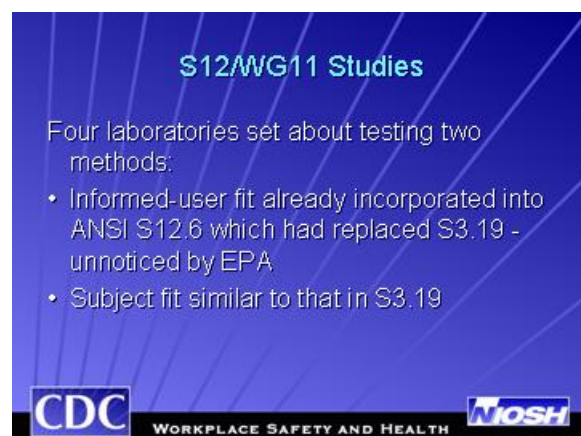 S12/WG11 Studies
Four laboratories set about testing two
methods:
• Informed-user fit already incorporated into
ANSI S12.6 which had replaced S3.19 -
unnoticed by EPA
• Subject fit similar to that in S3.19
CDC
WORKPLACE SAFETY AND HEALTH
NIOSH